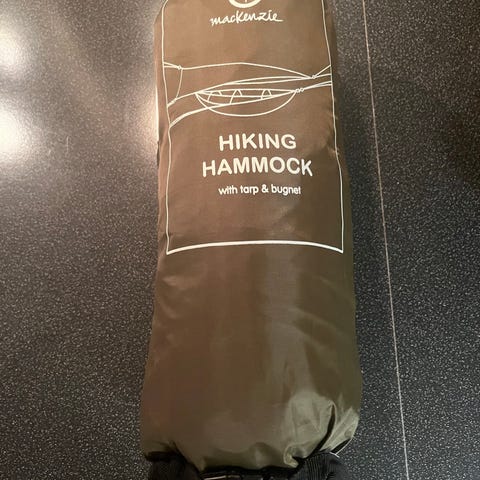 mackenzie
HIKING
HAMMOCK
with tarp & bugnet